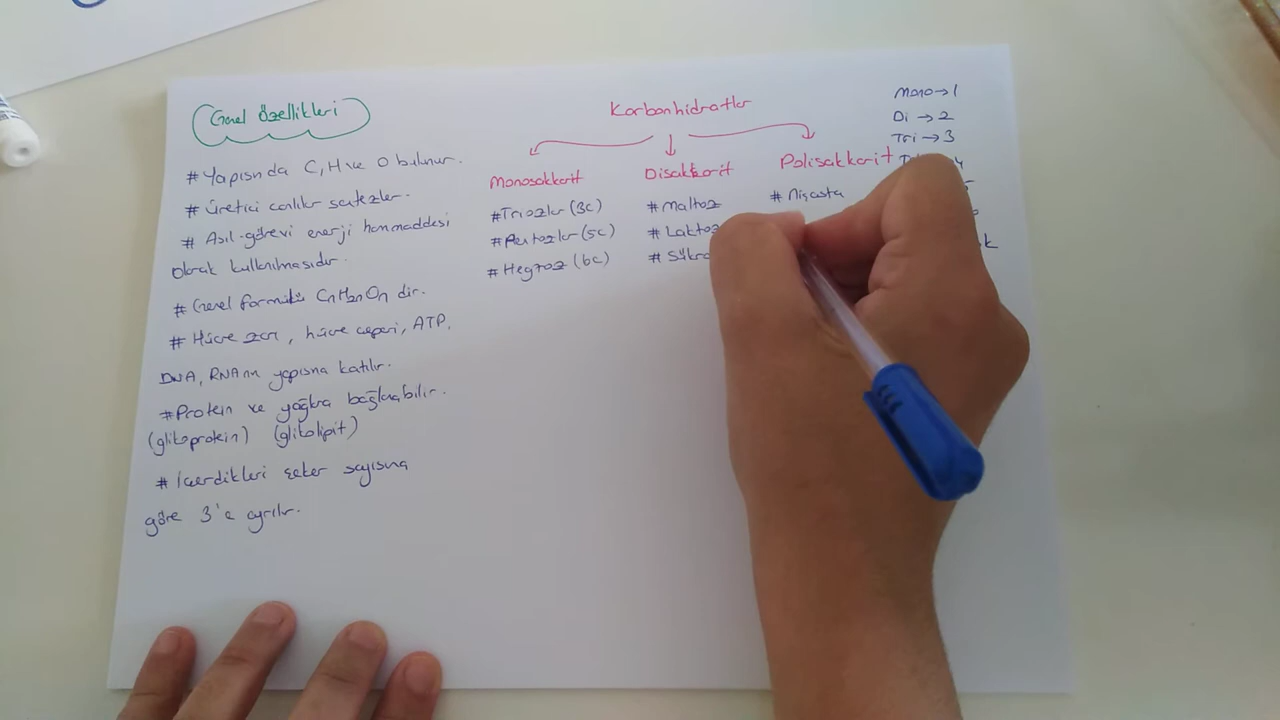 Genel özellikleri
# Yapısında C, H ve O bulunur.
# Üretici canlılar sentezler.
# Asıl görevi enerji hammaddesi
olarak kullanılmasıdır.
# Genel formülü CnH2nOn dir.
# Hücre zarı, hücre çeperi, ATP,
DNA, RNA'nın yapısına katılır.
# Protein ve yağlara bağlanabilir.
(glikoprotein) (glikolipit)
# İçerdikleri şeker sayısına
göre 3'e ayrılır.
Karbonhidratlar
Monosakkarit
# Triozlar (3C)
# Pentozlar (5C)
# Hegzoz (6C)
Disakkarit
# Maltoz
# Laktoz
Polisakkarit
# Nişasta
Mono → 1
Di → 2
Tri → 3